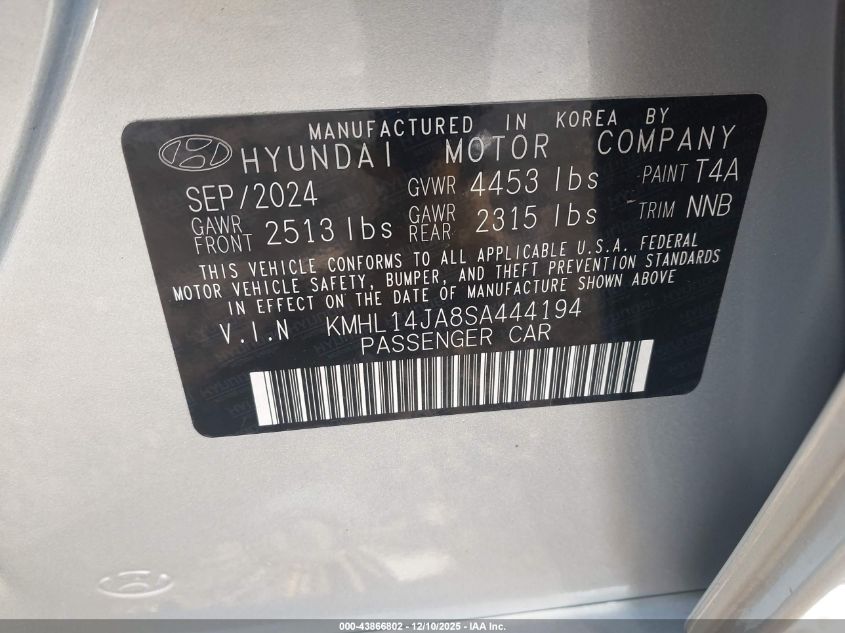 MANUFACTURED IN KOREA BY
HYUNDAI MOTOR COMPANY
SEP/2024 GVWR 4453 lbs PAINT T4A
GAWR FRONT 2513 lbs GAWR REAR 2315 lbs TRIM NNB
THIS VEHICLE CONFORMS TO ALL APPLICABLE U.S.A. FEDERAL
MOTOR VEHICLE SAFETY, BUMPER, AND THEFT PREVENTION STANDARDS
IN EFFECT ON THE DATE OF MANUFACTURE SHOWN ABOVE
V.I.N KMHL14JA8SA444194
PASSENGER CAR
000-43866802 - 12/10/2025 - IAA Inc.